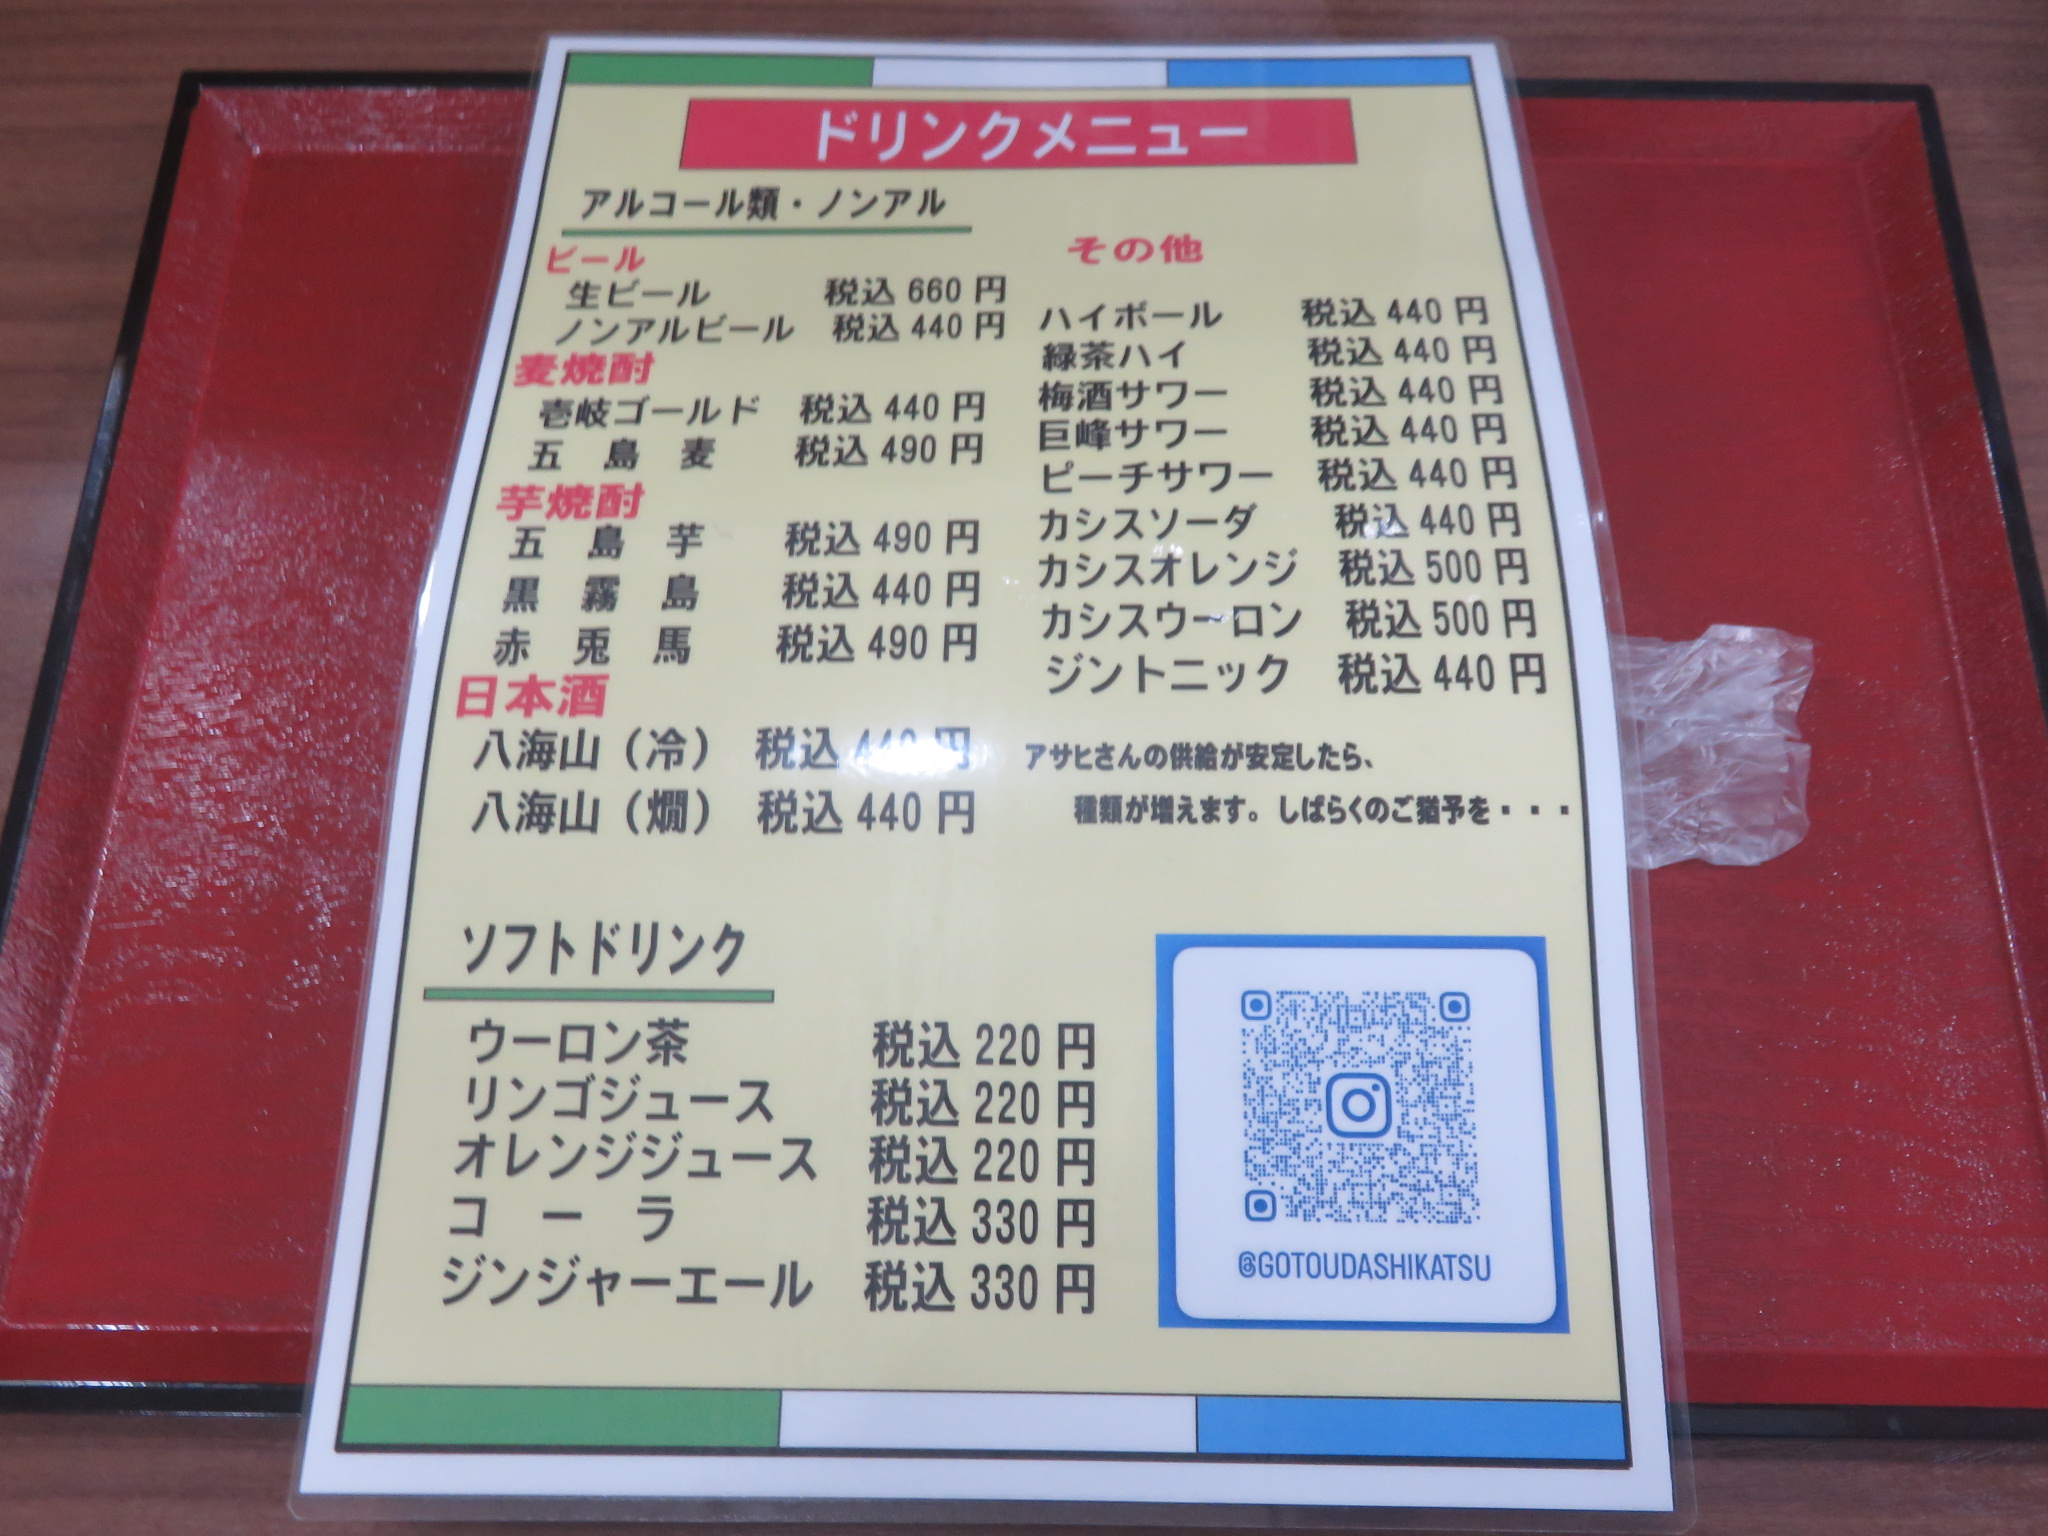 ドリンクメニュー
アルコール類・ノンアル
ビール
生ビール 税込 660 円
ノンアルビール 税込 440 円
麦焼酎
壱岐ゴールド 税込 440 円
五 島 麦 税込 490 円
芋焼酎
五 島 芋 税込 490 円
黒 霧 島 税込 440 円
赤 兎 馬 税込 490 円
日本酒
八海山（冷） 税込 440 円
八海山（燗） 税込 440 円
その他
ハイボール 税込 440 円
緑茶ハイ 税込 440 円
梅酒サワー 税込 440 円
巨峰サワー 税込 440 円
ピーチサワー 税込 440 円
カシスソーダ 税込 440 円
カシスオレンジ 税込 500 円
カシスウーロン 税込 500 円
ジントニック 税込 440 円
アサヒさんの供給が安定したら、
種類が増えます。しばらくのご猶予を・・・
ソフトドリンク
ウーロン茶 税込 220 円
リンゴジュース 税込 220 円
オレンジジュース 税込 220 円
コ ー ラ 税込 330 円
ジンジャーエール 税込 330 円
@GOTOUDASHIKATSU